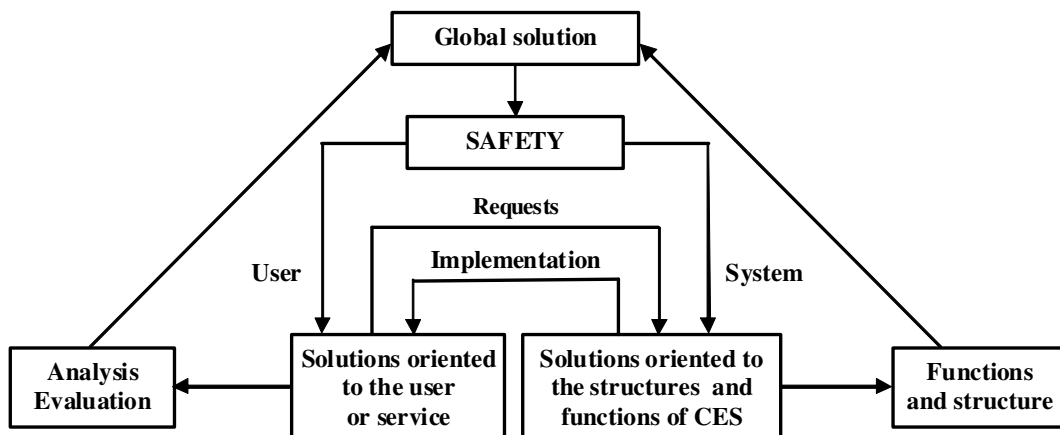 Global solution
SAFETY
Requests
Implementation
User
System
Analysis
Evaluation
Solutions oriented
to the user
or service
Solutions oriented to
the structures and
functions of CES
Functions
and structure